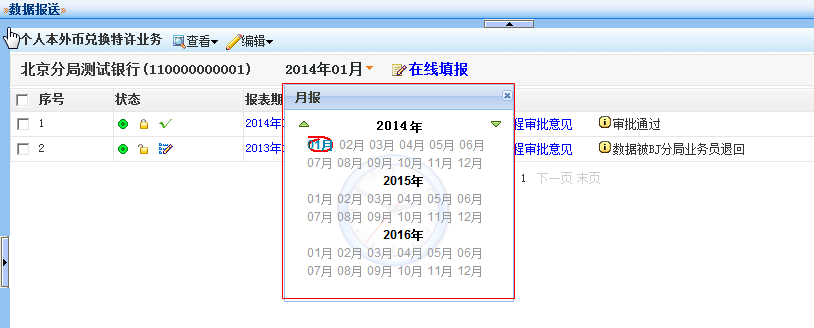 数据报送
个人本外币兑换特许业务 查看 编辑
北京分局测试银行(110000000001) 2014年01月 在线填报
序号 状态 报表期
月报
1 2014年 程审批意见 审批通过
2 2013年 程审批意见 数据被BJ分局业务员退回
1 下一页 末页
2014年
01月 02月 03月 04月 05月 06月
07月 08月 09月 10月 11月 12月
2015年
01月 02月 03月 04月 05月 06月
07月 08月 09月 10月 11月 12月
2016年
01月 02月 03月 04月 05月 06月
07月 08月 09月 10月 11月 12月